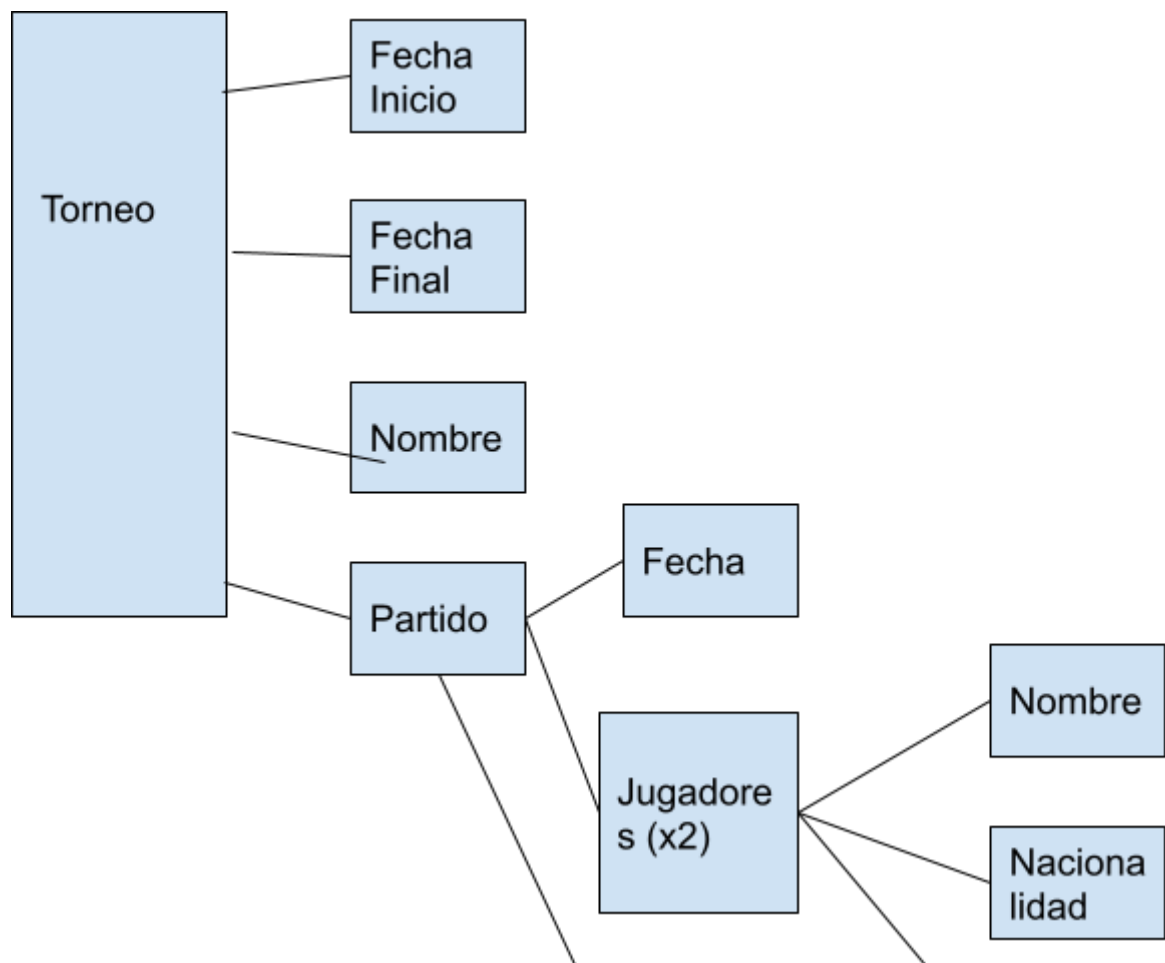 Fecha
Inicio
Torneo
Fecha
Final
Nombre
Fecha
Partido
Nombre
Jugadore
s (x2)
Naciona
lidad